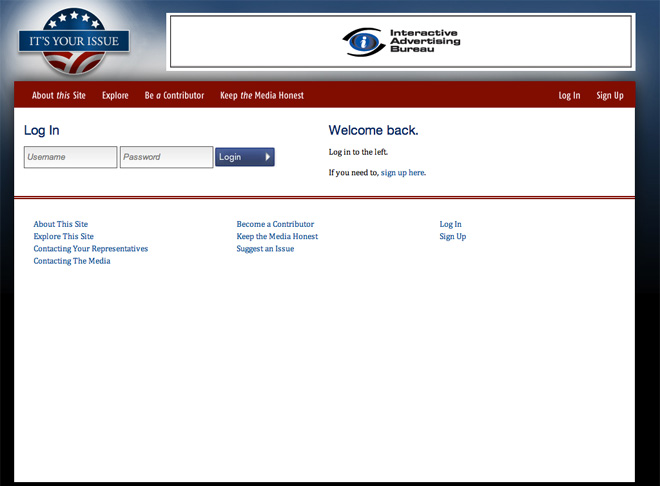 IT'S YOUR ISSUE
Interactive
Advertising
Bureau
About this Site Explore Be a Contributor Keep the Media Honest Log In Sign Up
Log In
Username Password Login
Welcome back.
Log in to the left.
If you need to, sign up here.
About This Site
Explore This Site
Contacting Your Representatives
Contacting The Media
Become a Contributor
Keep the Media Honest
Suggest an Issue
Log In
Sign Up